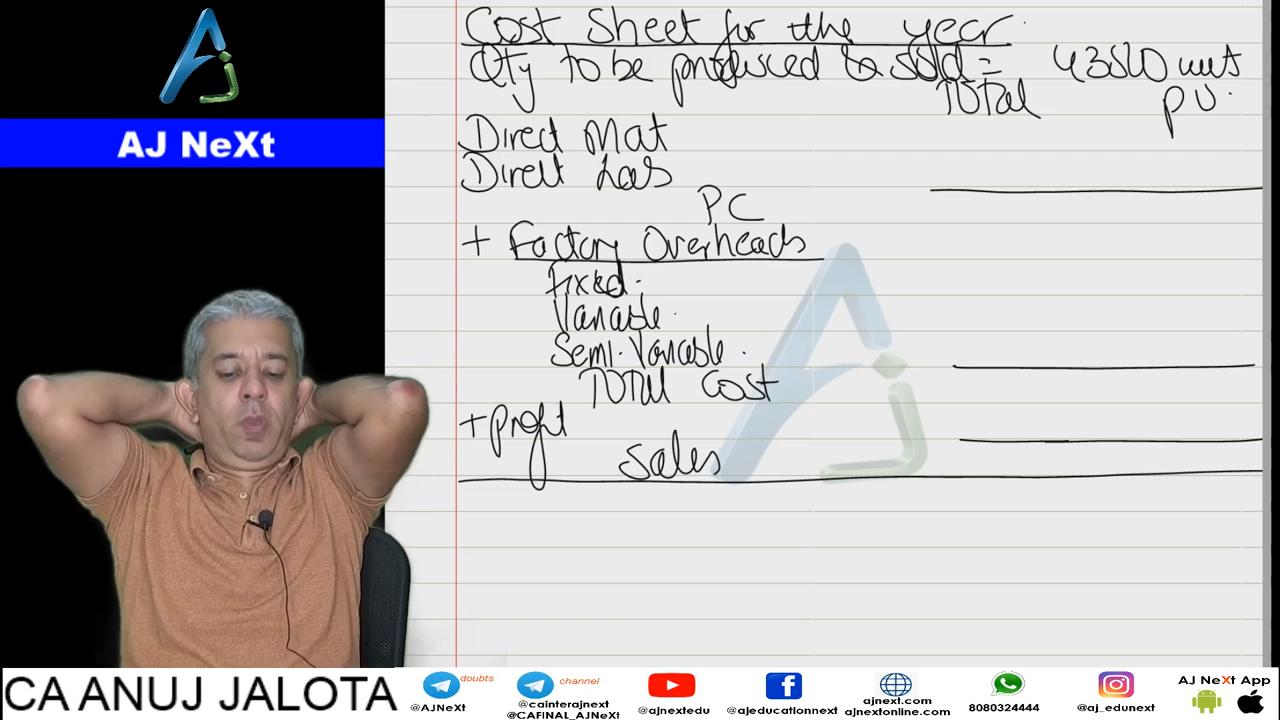 AJ NeXt
Cost Sheet for the year.
Qty to be produced & sold = 43500 units
Total PU.
Direct Mat
Direct Lab
PC
+ Factory Overheads
Fixed.
Variable.
Semi-Variable.
TOTAL Cost
+ Profit
Sales
CA ANUJ JALOTA
doubts
@AJNeXt
channel
@cainterajnext
@CAFINAL_AJNeXt
@ajnextedu
@ajeducationnext
ajnext.com
ajnextonline.com
8080324444
@aj_edunext
AJ NeXt App